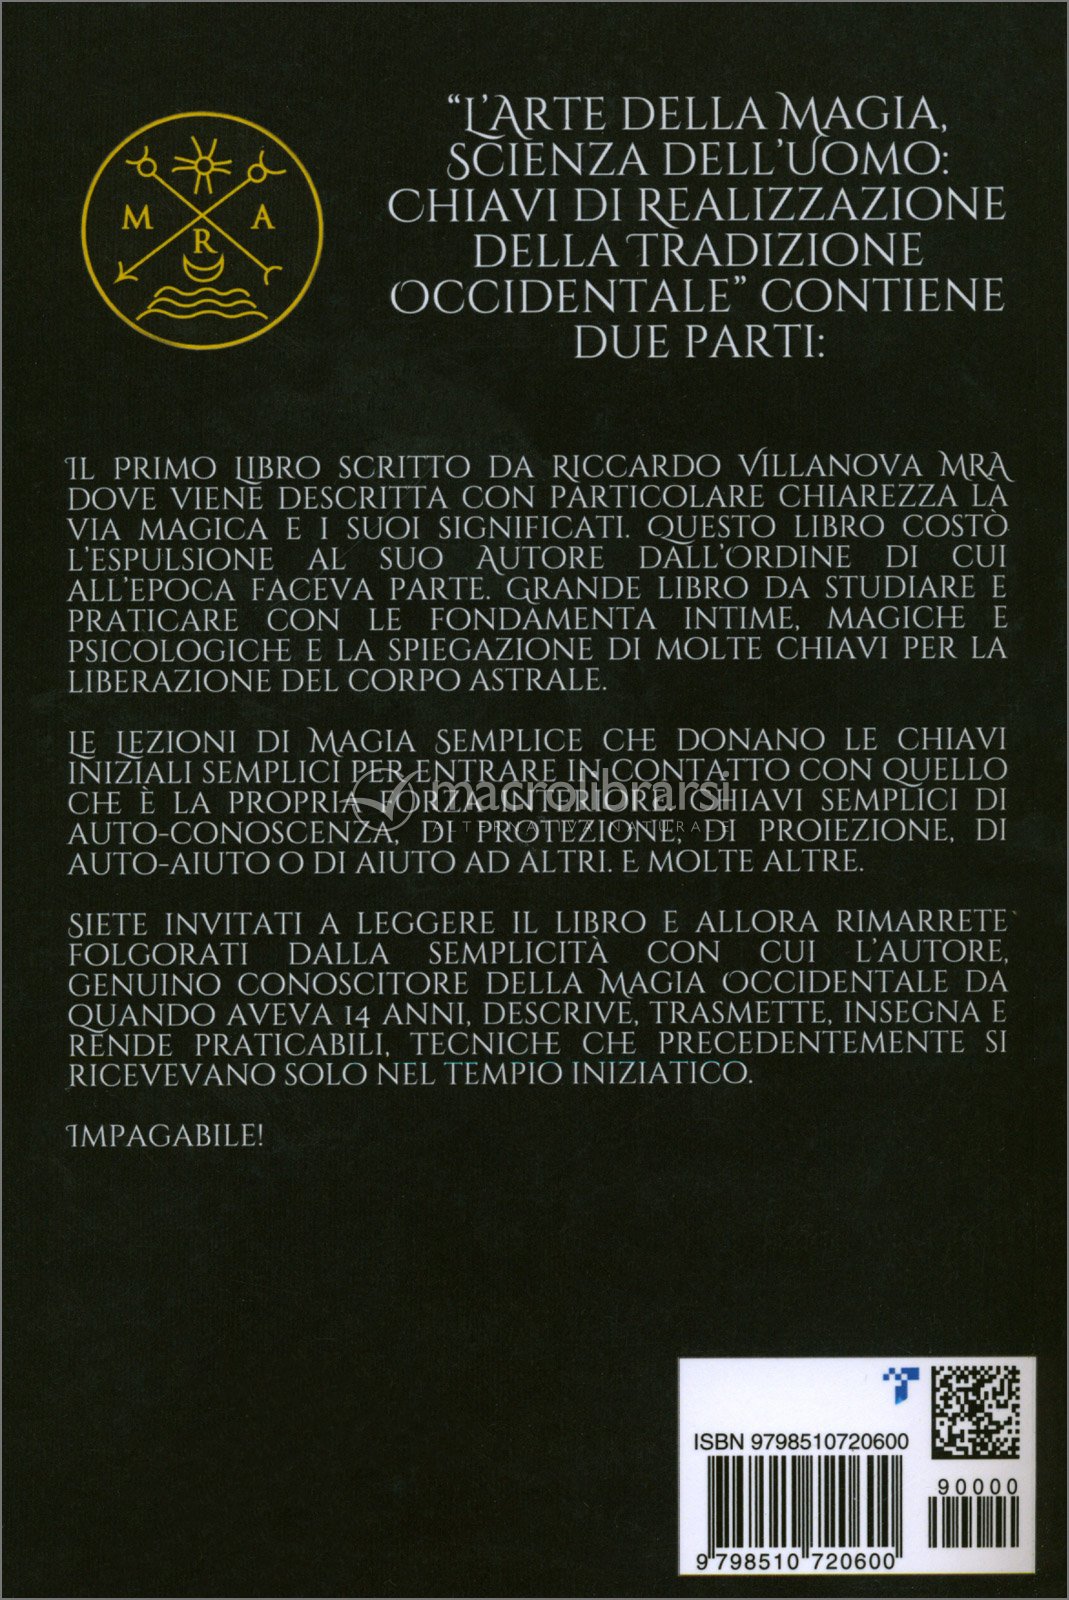 M A
R
“L’Arte della Magia,
Scienza dell’Uomo:
Chiavi di Realizzazione
della Tradizione
Occidentale” contiene
due parti:
Il Primo Libro scritto da Riccardo Villanova MRA
dove viene descritta con particolare chiarezza la
via magica e i suoi significati. Questo libro costò
l’espulsione al suo Autore dall’Ordine di cui
all’epoca faceva parte. Grande libro da studiare e
praticare con le fondamenta intime, magiche e
psicologiche e la spiegazione di molte chiavi per la
liberazione del corpo astrale.
Le Lezioni di Magia Semplice che donano le chiavi
iniziali semplici per entrare in contatto con quello
che è la propria forza interiore. Chiavi semplici di
auto-conoscenza, di protezione, di proiezione, di
auto-aiuto o di aiuto ad altri. E molte altre.
macrolibrarsi
ALTERNATIVA NATURALE
Siete invitati a leggere il libro e allora rimarrete
folgorati dalla semplicità con cui l’autore,
genuino conoscitore della Magia Occidentale da
quando aveva 14 anni, descrive, trasmette, insegna e
rende praticabili, tecniche che precedentemente si
ricevevano solo nel tempio iniziatico.
Impagabile!
ISBN 9798510720600
90000
9 798510 720600